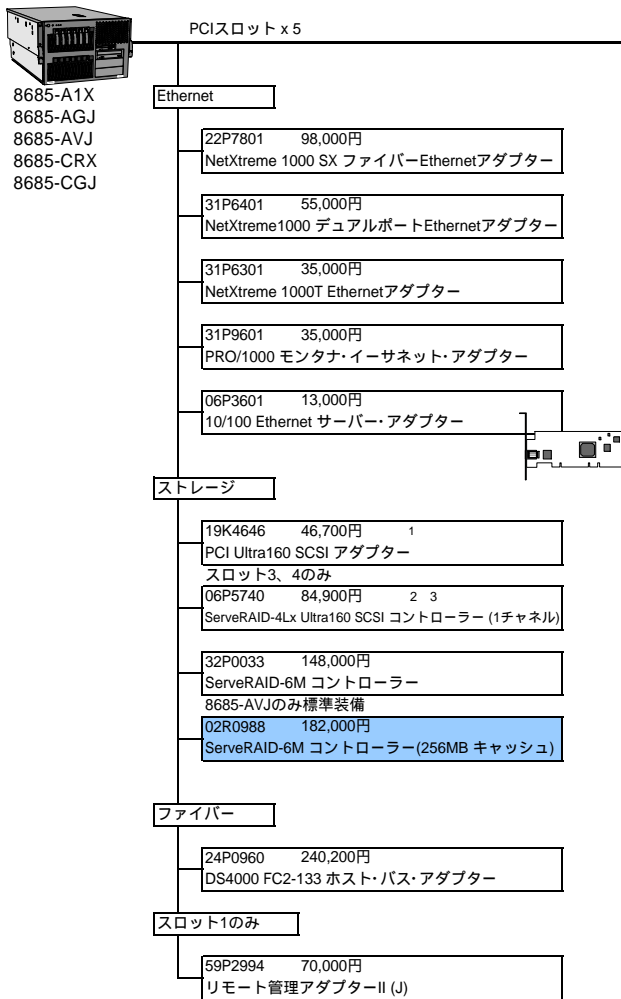 PCIスロット x 5
8685-A1X
8685-AGJ
8685-AVJ
8685-CRX
8685-CGJ
Ethernet
22P7801 98,000円
NetXtreme 1000 SX ファイバーEthernetアダプター
31P6401 55,000円
NetXtreme1000 デュアルポートEthernetアダプター
31P6301 35,000円
NetXtreme 1000T Ethernetアダプター
31P9601 35,000円
PRO/1000 モンタナ・イーサネット・アダプター
06P3601 13,000円
10/100 Ethernet サーバー・アダプター
ストレージ
19K4646 46,700円 1
PCI Ultra160 SCSI アダプター
スロット3、4のみ
06P5740 84,900円 2 3
ServeRAID-4Lx Ultra160 SCSI コントローラー (1チャネル)
32P0033 148,000円
ServeRAID-6M コントローラー
8685-AVJのみ標準装備
02R0988 182,000円
ServeRAID-6M コントローラー(256MB キャッシュ)
ファイバー
24P0960 240,200円
DS4000 FC2-133 ホスト・バス・アダプター
スロット1のみ
59P2994 70,000円
リモート管理アダプターII (J)